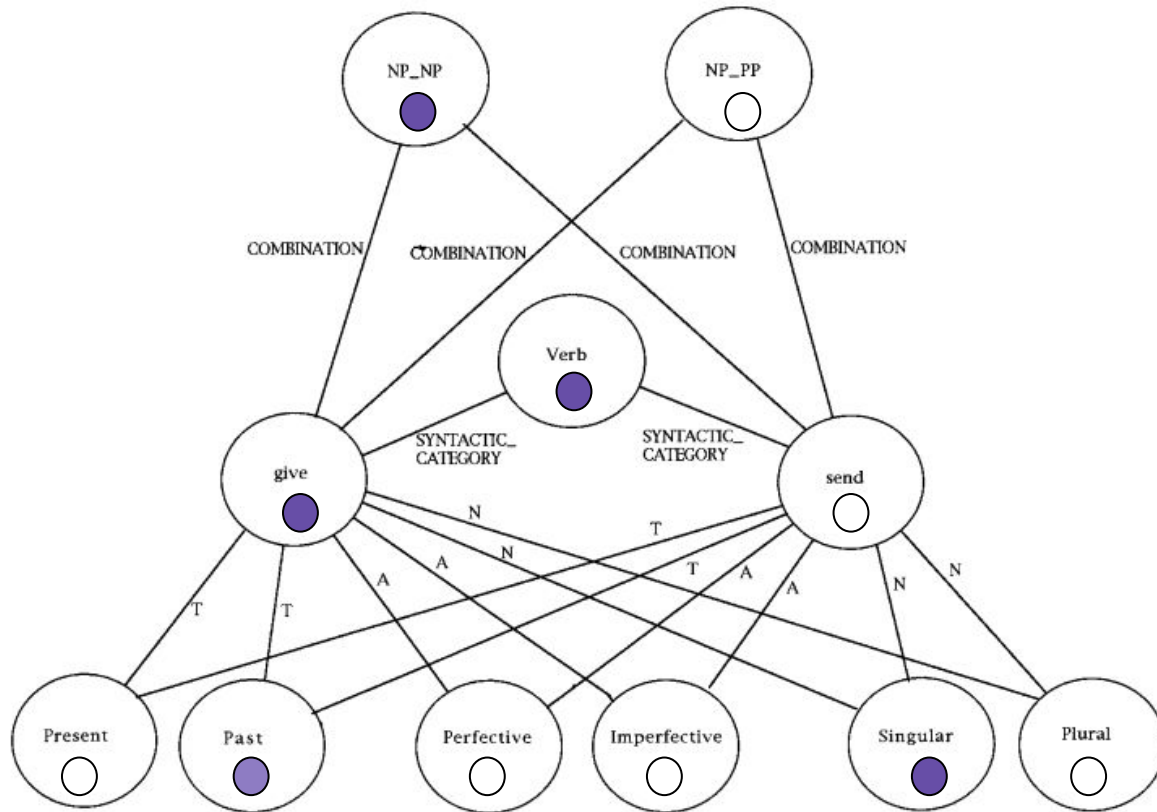 NP_NP
NP_PP
COMBINATION
COMBINATION
COMBINATION
COMBINATION
Verb
SYNTACTIC_
CATEGORY
SYNTACTIC_
CATEGORY
give
send
N
T
N
T
A
A
A
A
N
N
T
T
Present
Past
Perfective
Imperfective
Singular
Plural